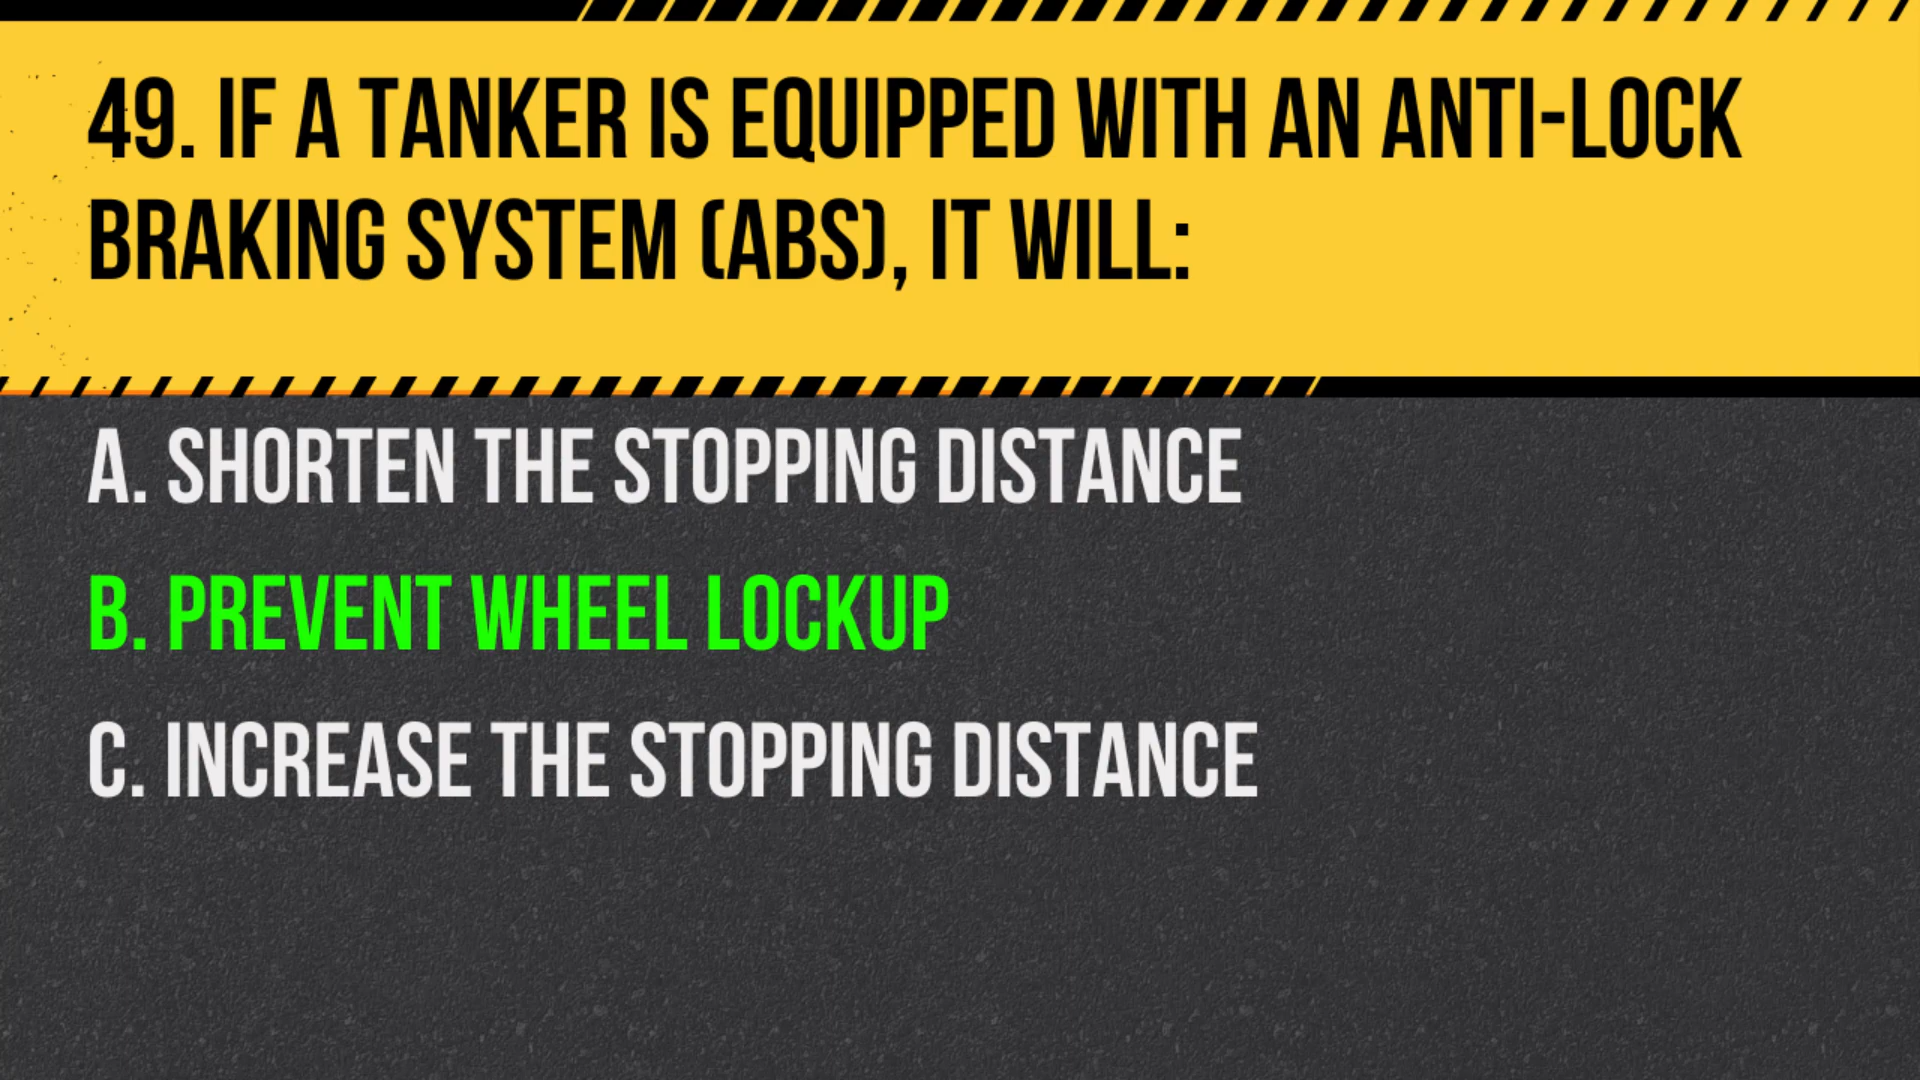 49. IF A TANKER IS EQUIPPED WITH AN ANTI-LOCK
BRAKING SYSTEM (ABS), IT WILL:
A. SHORTEN THE STOPPING DISTANCE
B. PREVENT WHEEL LOCKUP
C. INCREASE THE STOPPING DISTANCE